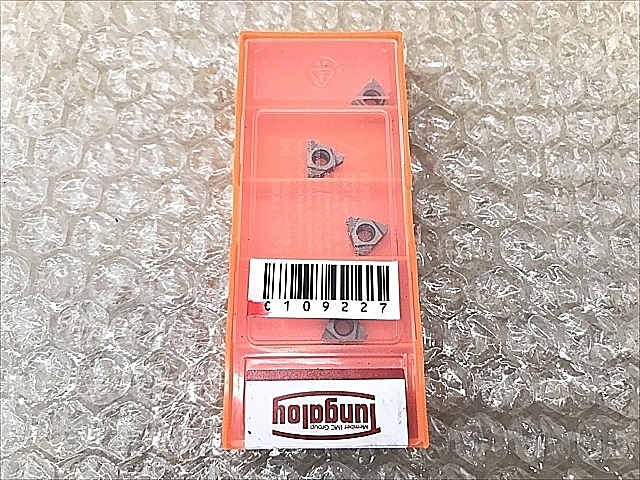 C109227
Tungaloy
Member IMC Group